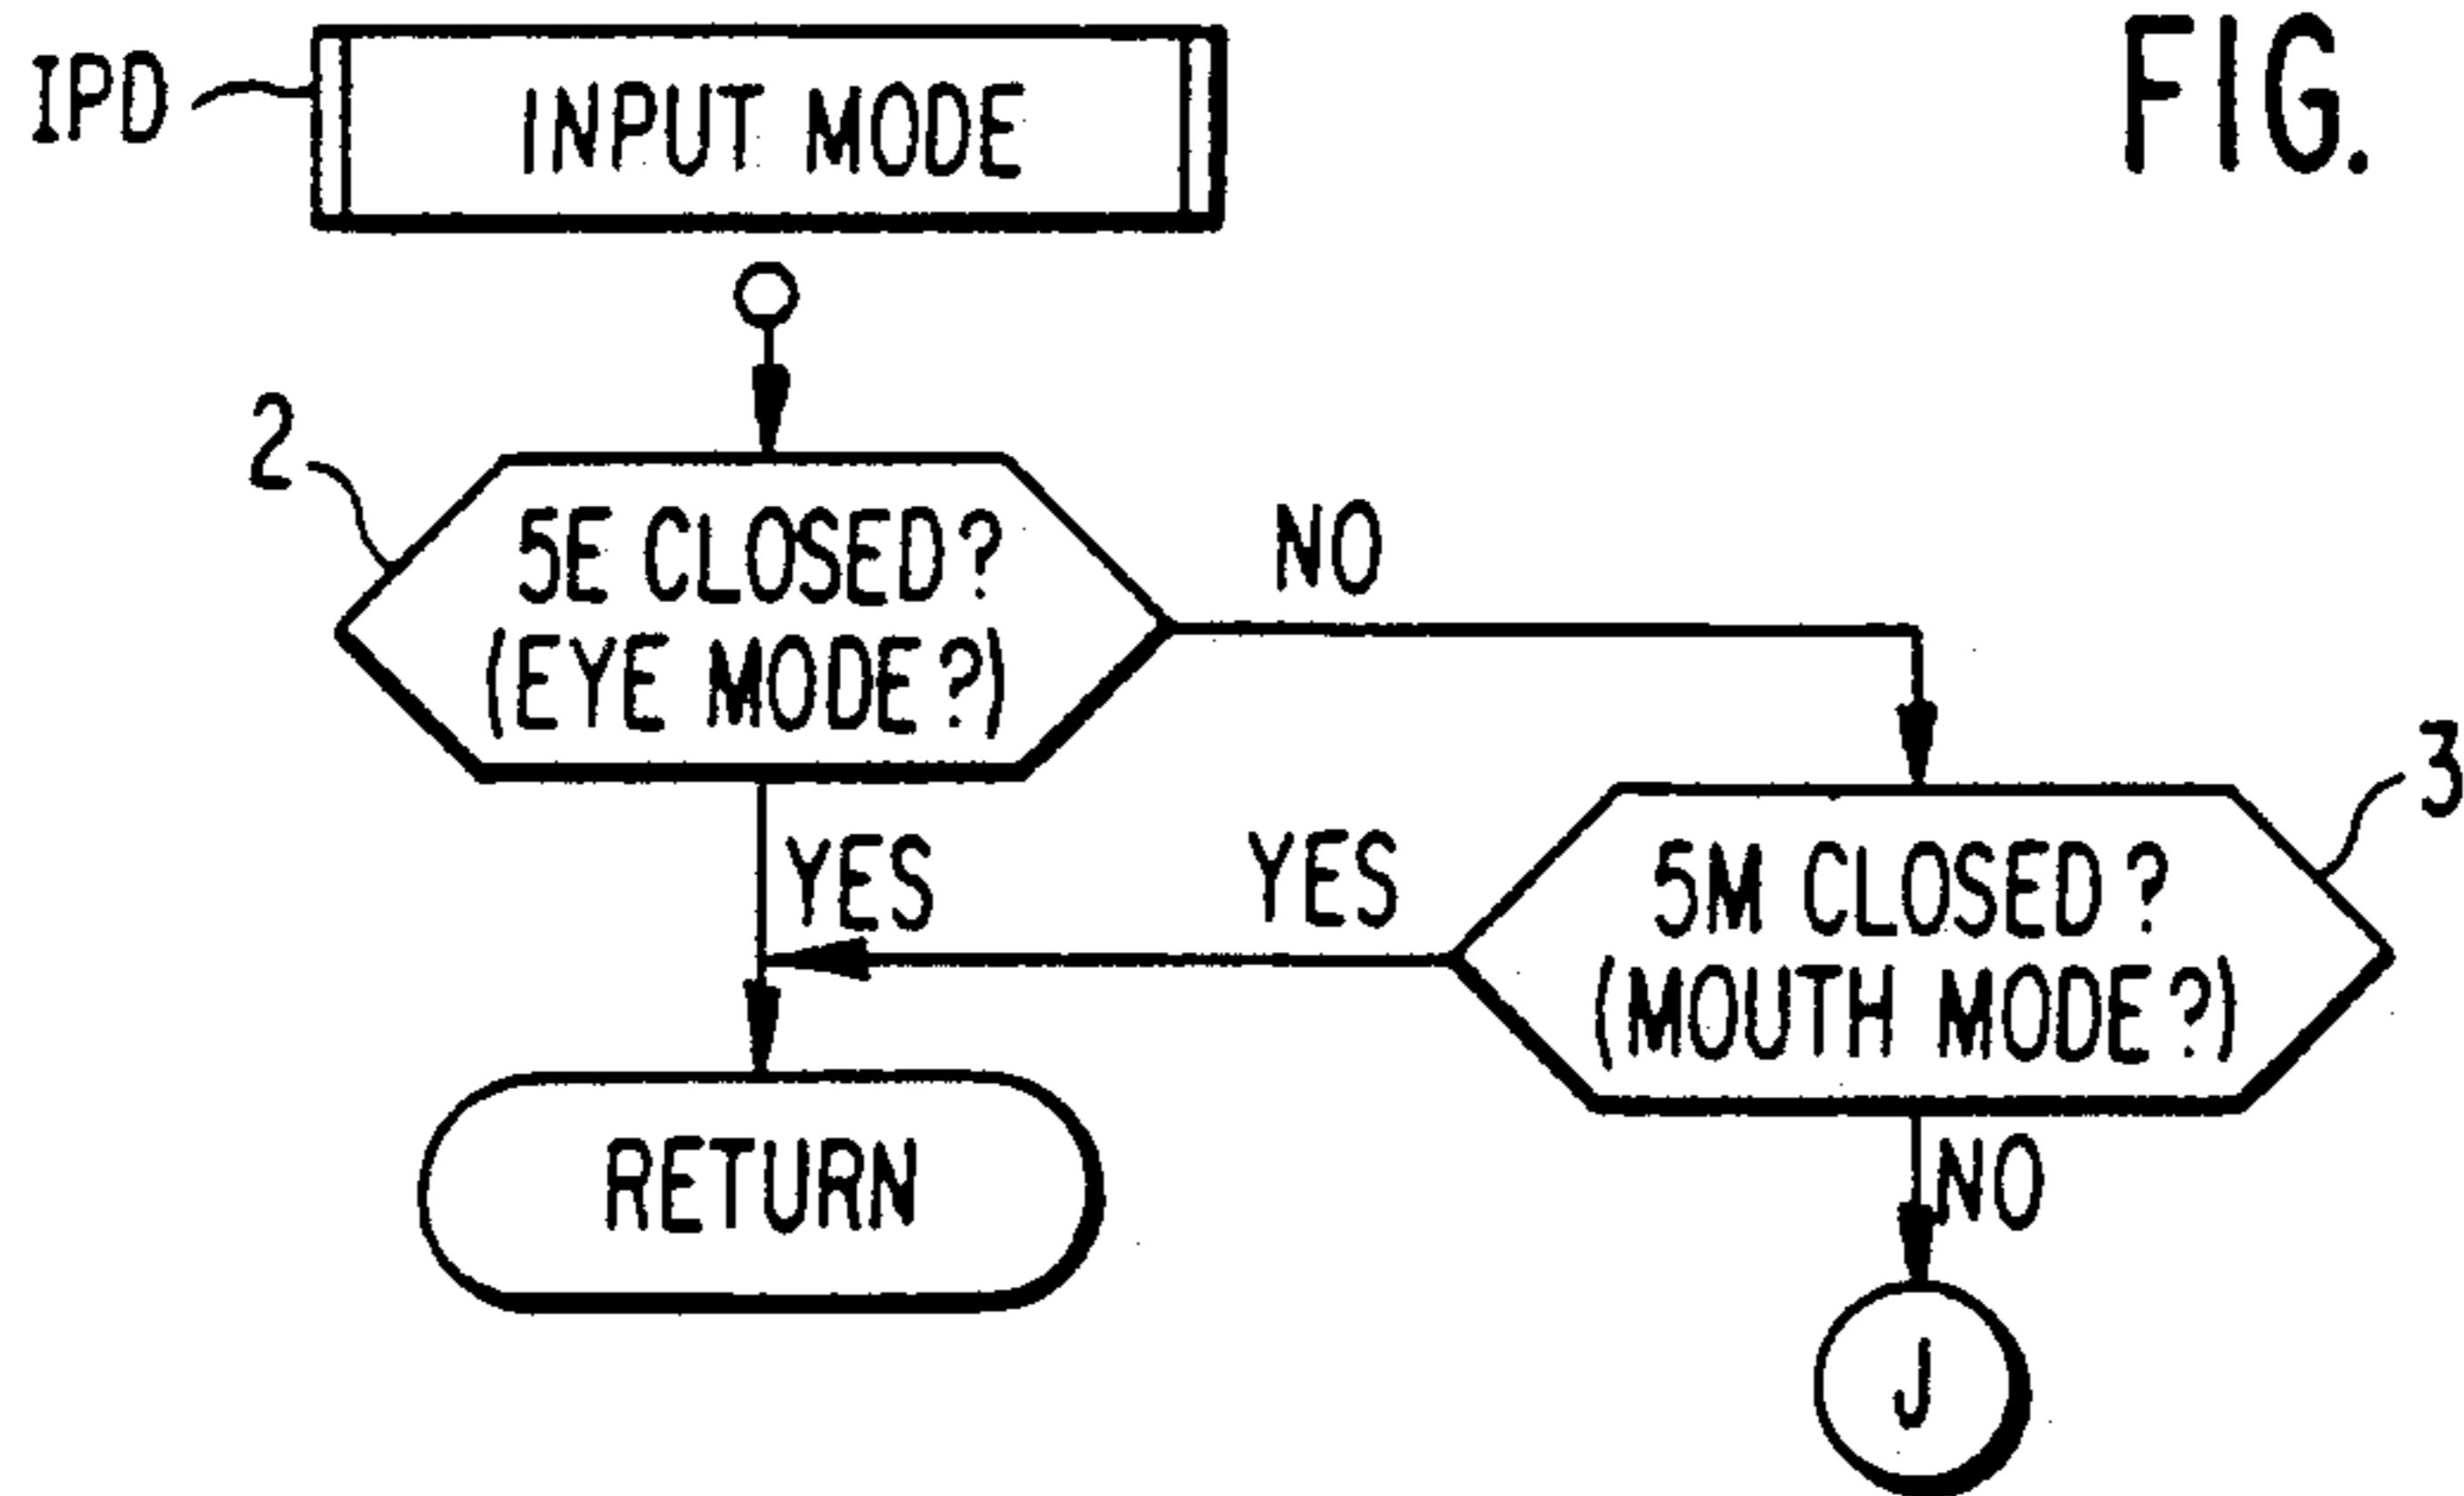 IPD
INPUT MODE
FIG.
2
5E CLOSED?
(EYE MODE?)
NO
3
YES
YES
5M CLOSED?
(MOUTH MODE?)
RETURN
NO
J